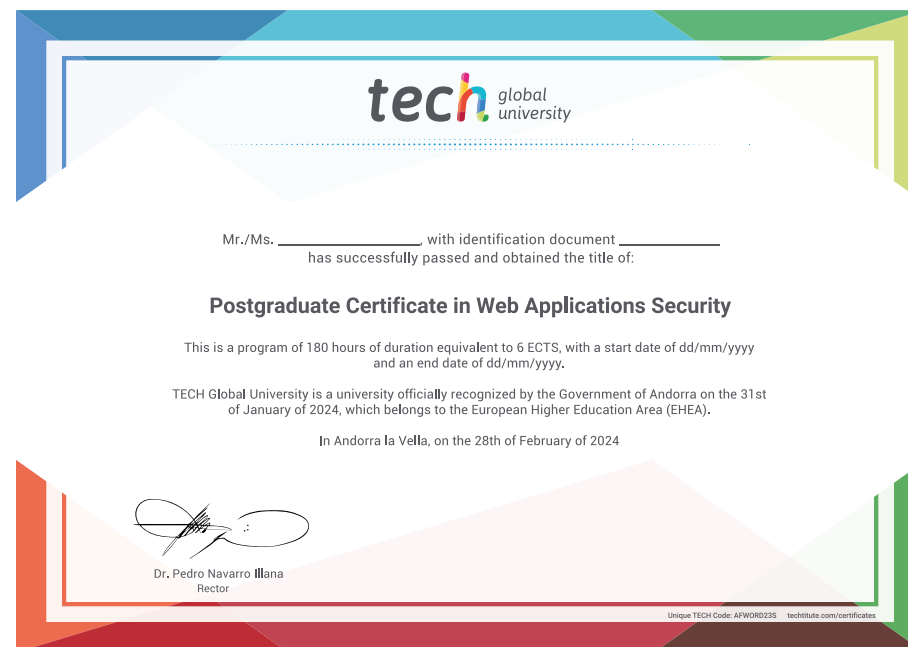 tech global university
Mr./Ms. ____________, with identification document ____________
has successfully passed and obtained the title of:
Postgraduate Certificate in Web Applications Security
This is a program of 180 hours of duration equivalent to 6 ECTS, with a start date of dd/mm/yyyy
and an end date of dd/mm/yyyy.
TECH Global University is a university officially recognized by the Government of Andorra on the 31st
of January of 2024, which belongs to the European Higher Education Area (EHEA).
In Andorra la Vella, on the 28th of February of 2024
Dr. Pedro Navarro Illana
Rector
Unique TECH Code: AFWORD23S techtitute.com/certificates